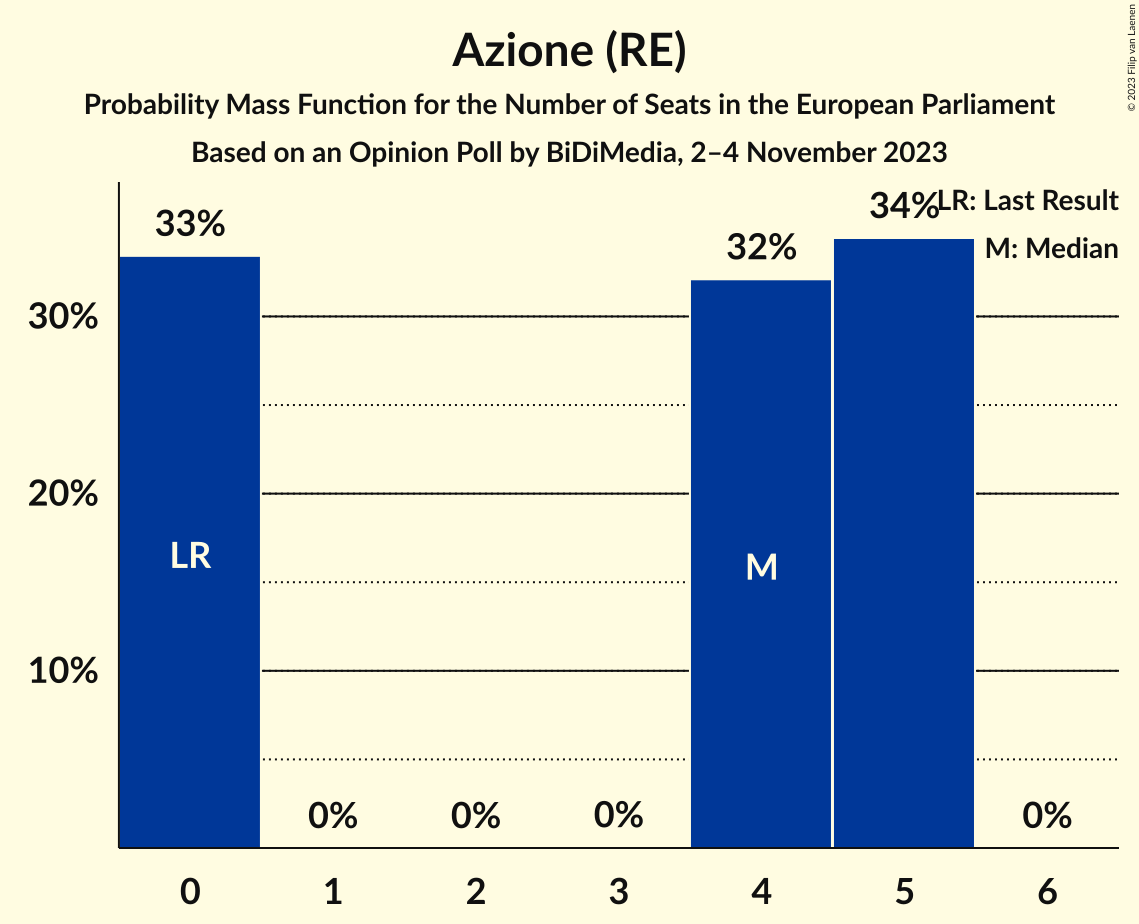 Azione (RE)
Probability Mass Function for the Number of Seats in the European Parliament
Based on an Opinion Poll by BiDiMedia, 2–4 November 2023
© 2023 Filip van Laenen
LR: Last Result
M: Median
33%
32%
34%
30%
20%
10%
LR
M
0%
0%
0%
0%
0
1
2
3
4
5
6